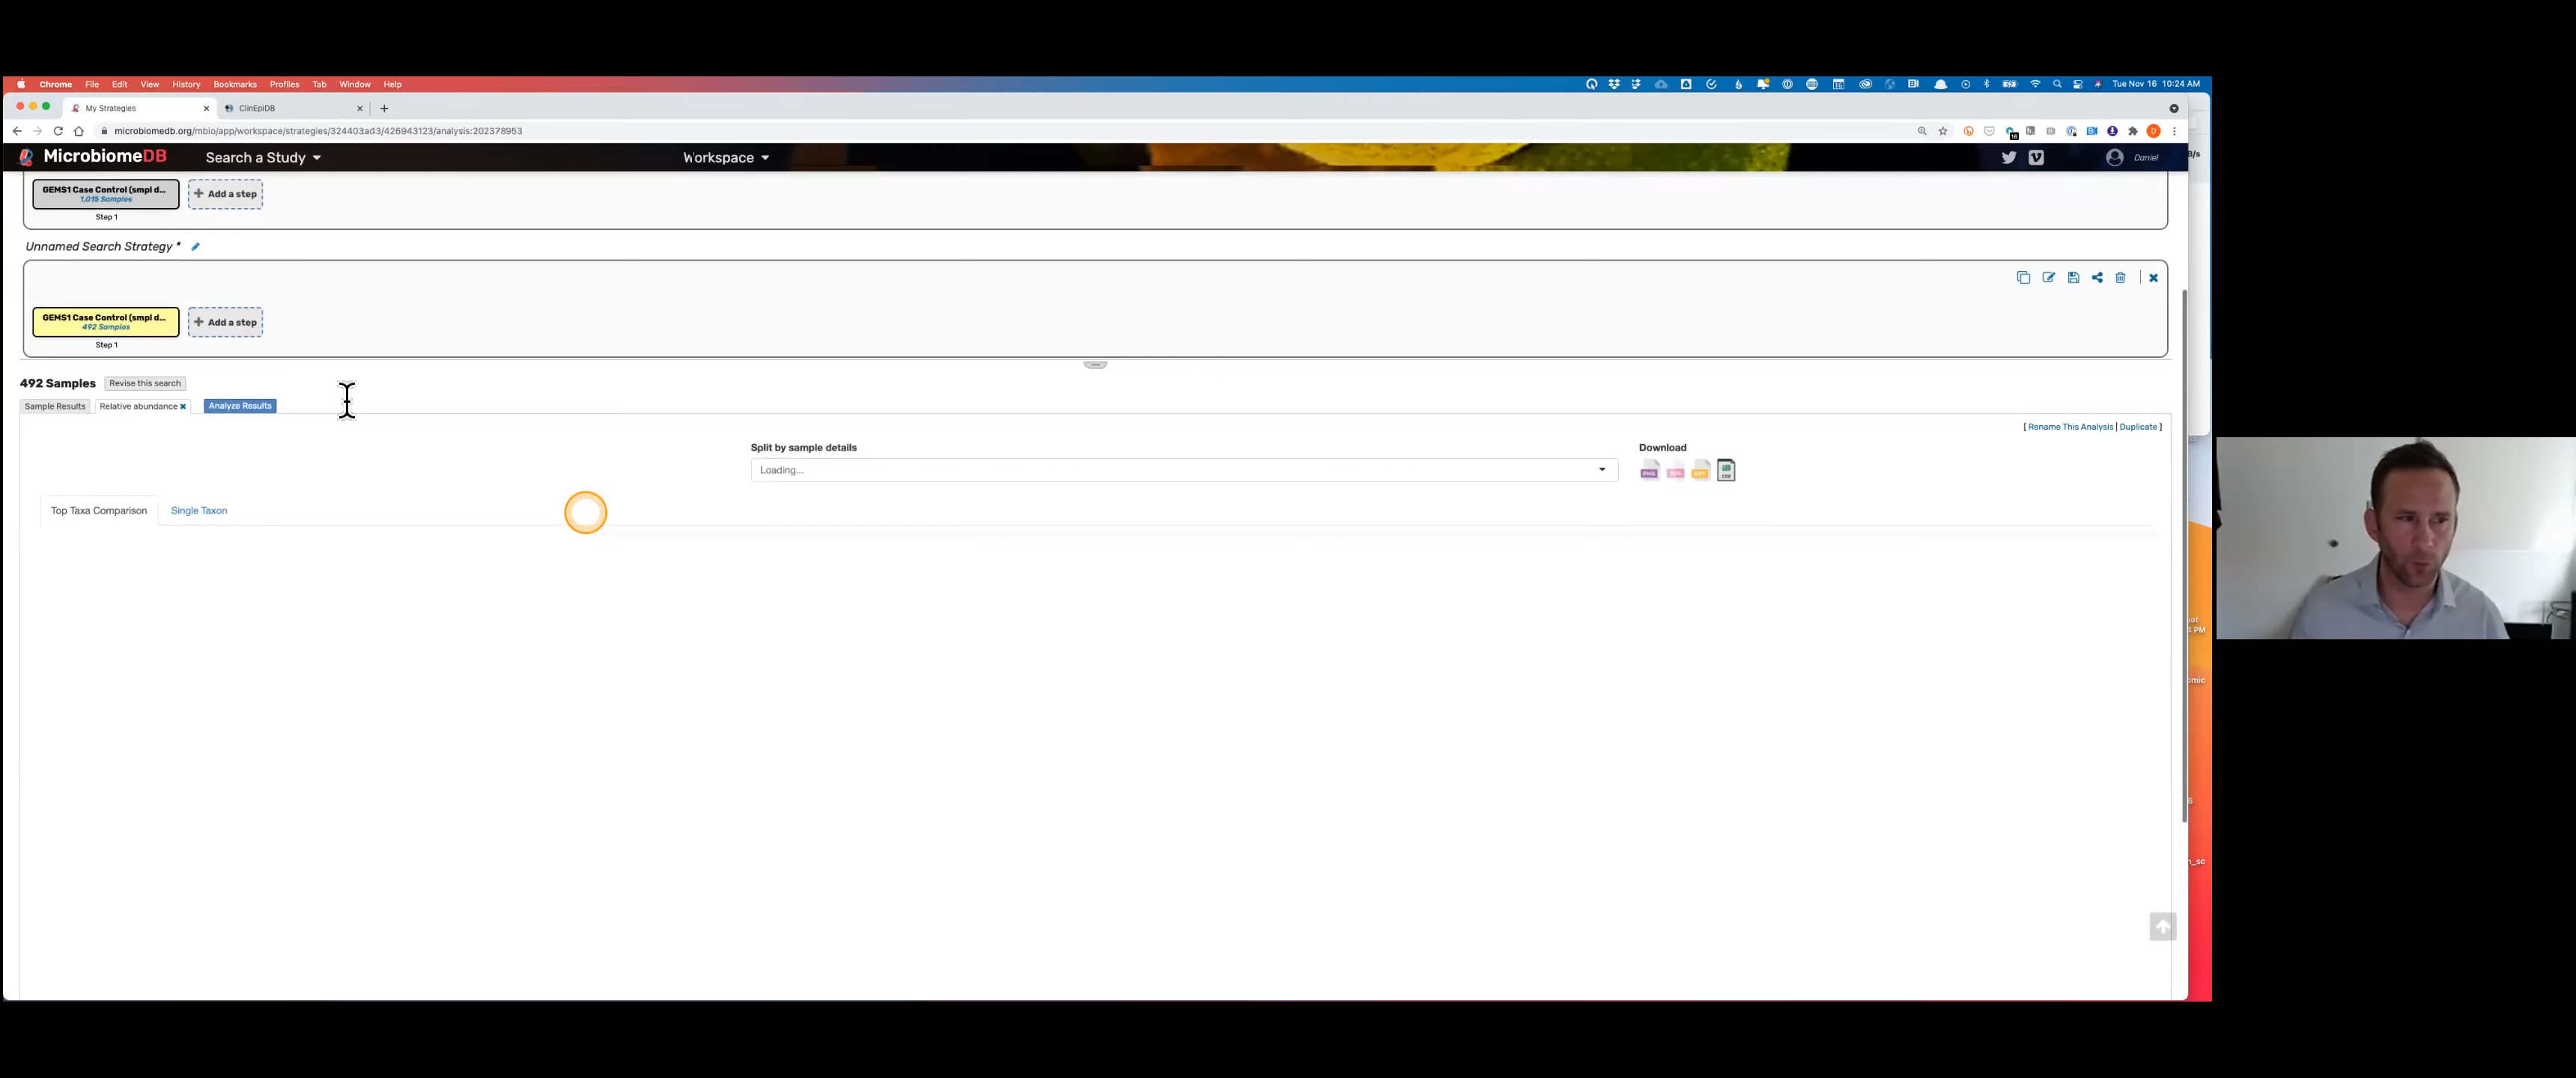 Chrome File Edit View History Bookmarks Profiles Tab Window Help
Tue Nov 16 10:24 AM
My Strategies
ClinEpiDB
microbiomedb.org/mbio/app/workspace/strategies/324403ad3/426943123/analysis:202378953
MicrobiomeDB
Search a Study
Workspace
Daniel
GEMS1 Case Control (smpl d...
1,015 Samples
+ Add a step
Step 1
Unnamed Search Strategy *
GEMS1 Case Control (smpl d...
492 Samples
+ Add a step
Step 1
492 Samples
Revise this search
Sample Results
Relative abundance
Analyze Results
[ Rename This Analysis | Duplicate ]
Split by sample details
Download
Loading...
Top Taxa Comparison
Single Taxon